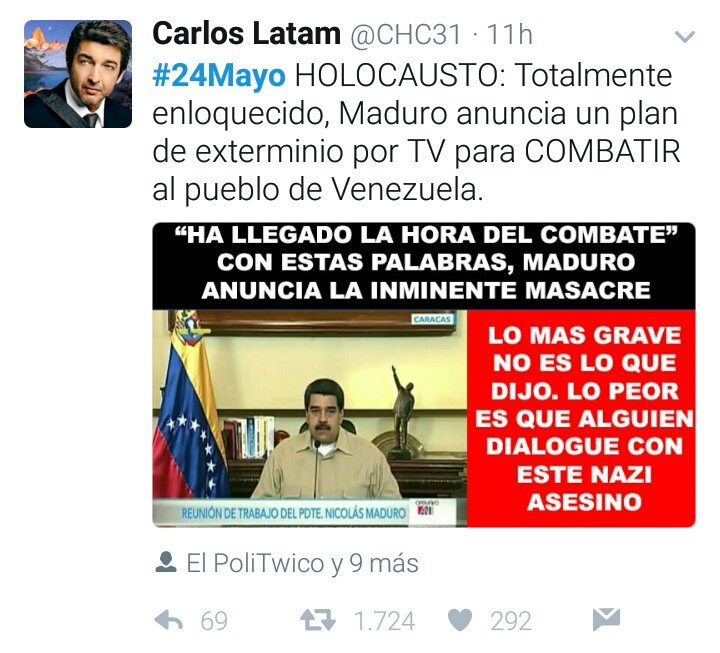 Carlos Latam @CHC31 · 11h
#24Mayo HOLOCAUSTO: Totalmente
enloquecido, Maduro anuncia un plan
de exterminio por TV para COMBATIR
al pueblo de Venezuela.
“HA LLEGADO LA HORA DEL COMBATE”
CON ESTAS PALABRAS, MADURO
ANUNCIA LA INMINENTE MASACRE
CARACAS
REUNIÓN DE TRABAJO DEL PDTE. NICOLÁS MADURO
LO MAS GRAVE
NO ES LO QUE
DIJO. LO PEOR
ES QUE ALGUIEN
DIALOGUE CON
ESTE NAZI
ASESINO
El PoliTwico y 9 más
69 1.724 292